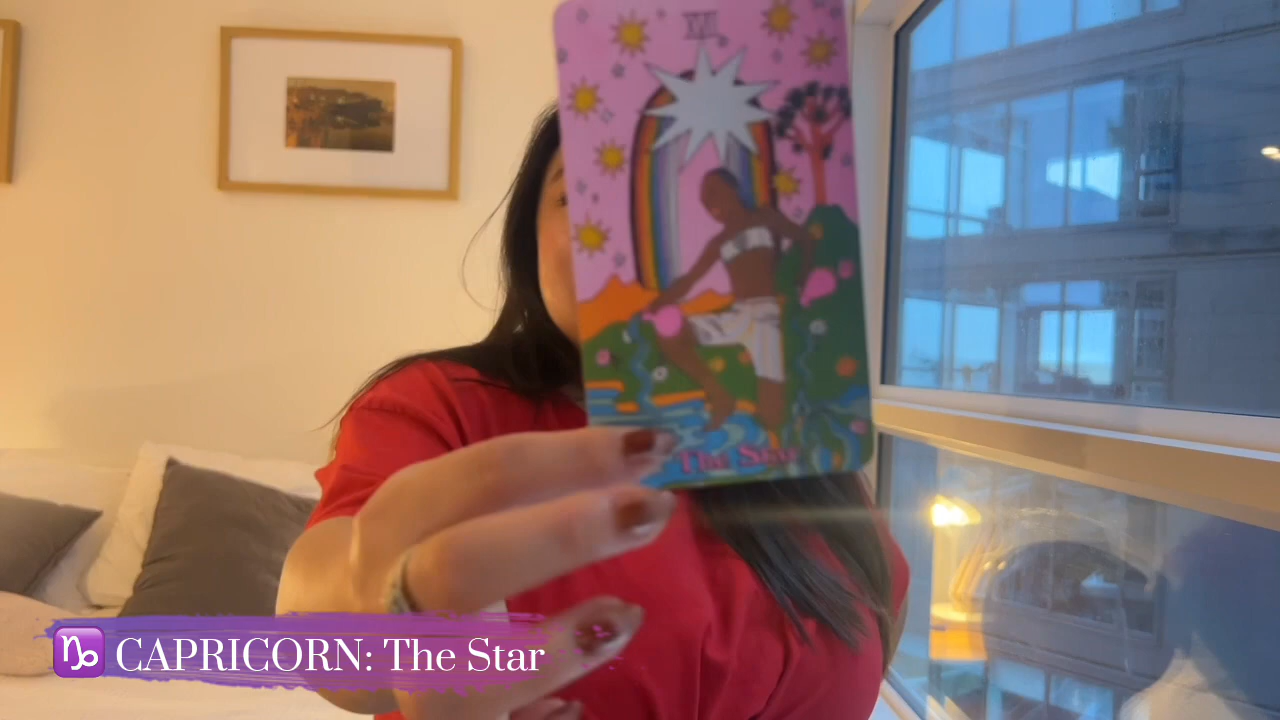 XVII
The Star
♑ CAPRICORN: The Star